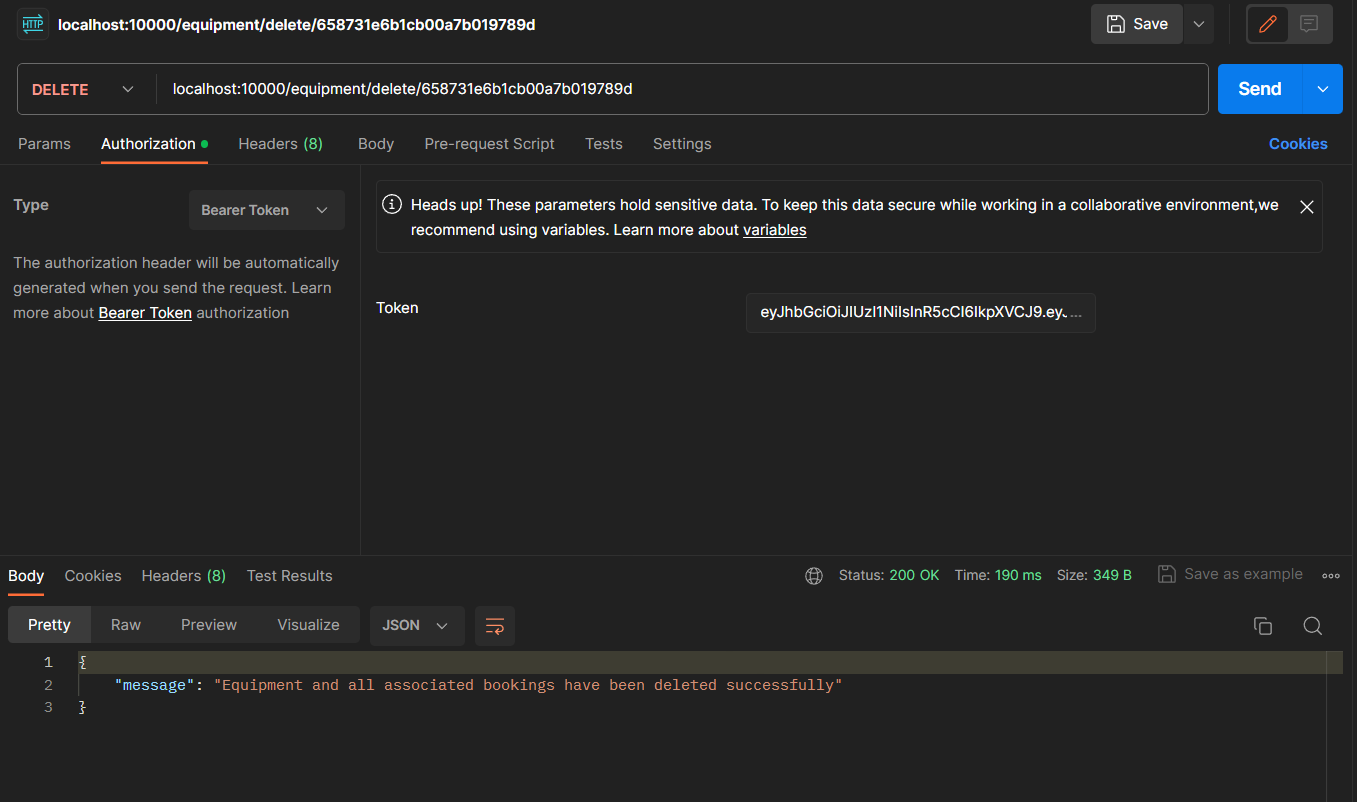 HTTP localhost:10000/equipment/delete/658731e6b1cb00a7b019789d Save
DELETE localhost:10000/equipment/delete/658731e6b1cb00a7b019789d Send
Params Authorization Headers (8) Body Pre-request Script Tests Settings Cookies
Type Bearer Token
The authorization header will be automatically
generated when you send the request. Learn
more about Bearer Token authorization
Heads up! These parameters hold sensitive data. To keep this data secure while working in a collaborative environment,we
recommend using variables. Learn more about variables
Token eyJhbGciOiJIUzI1NiIsInR5cCI6IkpXVCJ9.eyJ...
Body Cookies Headers (8) Test Results Status: 200 OK Time: 190 ms Size: 349 B Save as example
Pretty Raw Preview Visualize JSON
1 {
2 "message": "Equipment and all associated bookings have been deleted successfully"
3 }